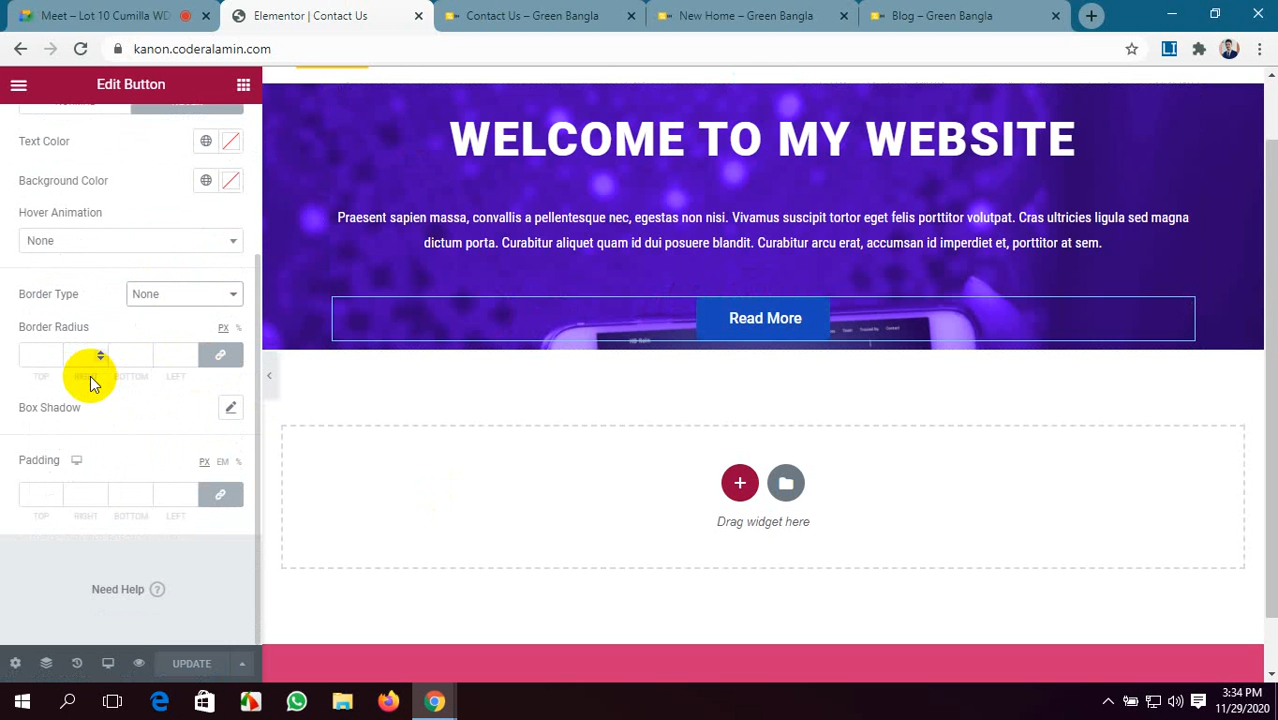 Meet – Lot 10 Cumilla WD
Elementor | Contact Us
Contact Us – Green Bangla
New Home – Green Bangla
Blog – Green Bangla
kanon.coderalamin.com
Edit Button
Text Color
Background Color
Hover Animation
None
Border Type
None
Border Radius
PX %
TOP RIGHT BOTTOM LEFT
Box Shadow
Padding
PX EM %
TOP RIGHT BOTTOM LEFT
Need Help
UPDATE
WELCOME TO MY WEBSITE
Praesent sapien massa, convallis a pellentesque nec, egestas non nisi. Vivamus suscipit tortor eget felis porttitor volutpat. Cras ultricies ligula sed magna
dictum porta. Curabitur aliquet quam id dui posuere blandit. Curabitur arcu erat, accumsan id imperdiet et, porttitor at sem.
Read More
Drag widget here
3:34 PM
11/29/2020